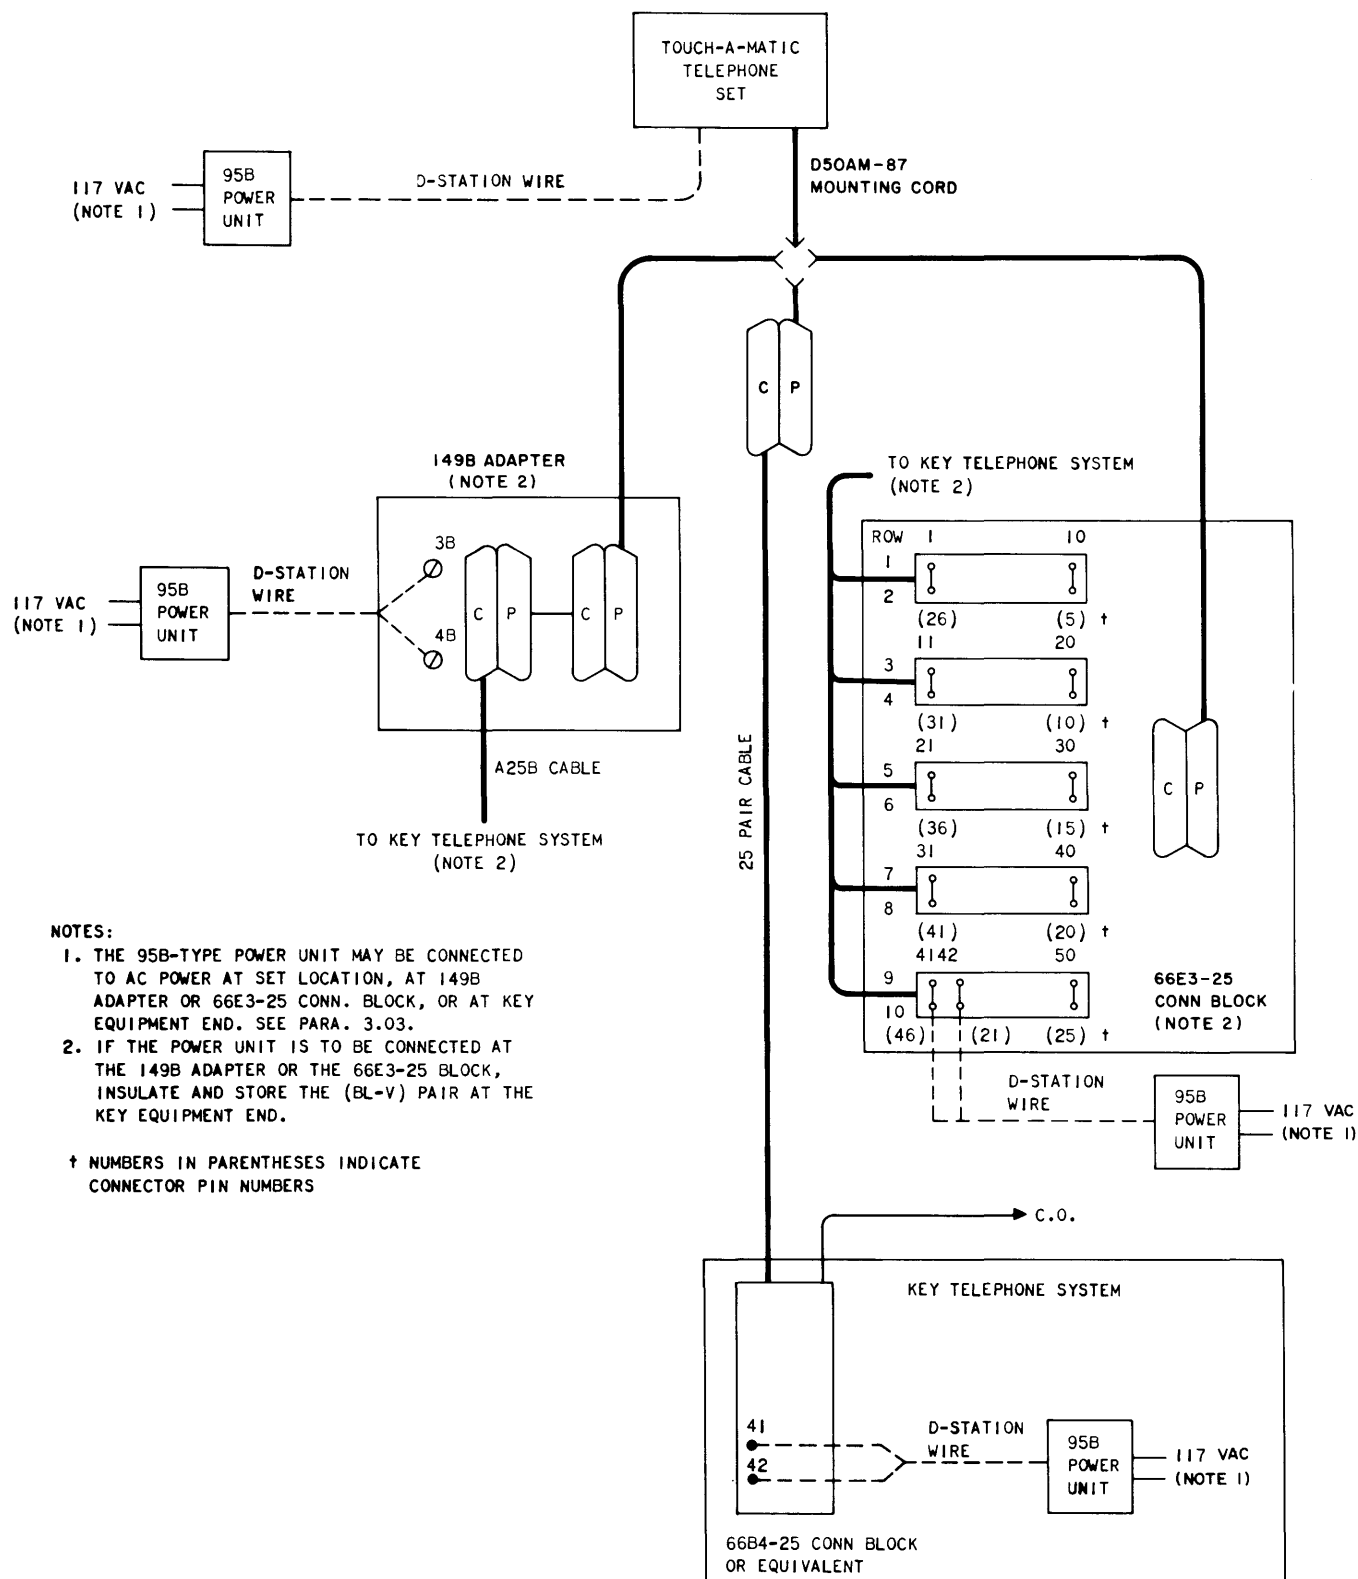 TOUCH-A-MATIC
TELEPHONE
SET
D50AM-87
MOUNTING CORD
117 VAC
(NOTE 1)
95B
POWER
UNIT
D-STATION WIRE
C P
149B ADAPTER
(NOTE 2)
3B
4B
C P
C P
117 VAC
(NOTE 1)
95B
POWER
UNIT
D-STATION
WIRE
A25B CABLE
TO KEY TELEPHONE SYSTEM
(NOTE 2)
25 PAIR CABLE
TO KEY TELEPHONE SYSTEM
(NOTE 2)
ROW 1 10
1
2
(26) (5) †
11 20
3
4
(31) (10) †
21 30
5
6
(36) (15) †
31 40
7
8
(41) (20) †
41 42 50
9
10
(46) (21) (25) †
C P
66E3-25
CONN BLOCK
(NOTE 2)
D-STATION
WIRE
95B
POWER
UNIT
117 VAC
(NOTE 1)
NOTES:
1. THE 95B-TYPE POWER UNIT MAY BE CONNECTED
TO AC POWER AT SET LOCATION, AT 149B
ADAPTER OR 66E3-25 CONN. BLOCK, OR AT KEY
EQUIPMENT END. SEE PARA. 3.03.
2. IF THE POWER UNIT IS TO BE CONNECTED AT
THE 149B ADAPTER OR THE 66E3-25 BLOCK,
INSULATE AND STORE THE (BL-V) PAIR AT THE
KEY EQUIPMENT END.
† NUMBERS IN PARENTHESES INDICATE
CONNECTOR PIN NUMBERS
C.O.
KEY TELEPHONE SYSTEM
41
42
D-STATION
WIRE
95B
POWER
UNIT
117 VAC
(NOTE 1)
66B4-25 CONN BLOCK
OR EQUIVALENT